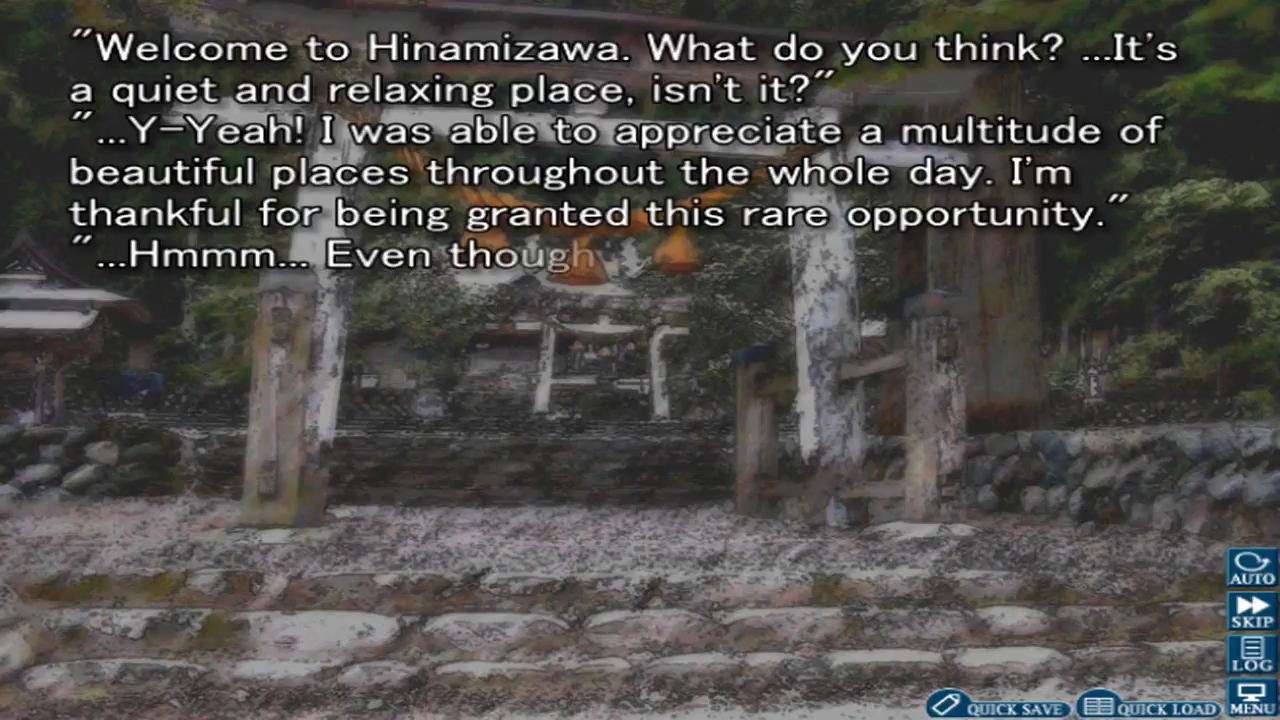 "Welcome to Hinamizawa. What do you think? ...It's
a quiet and relaxing place, isn't it?"
"...Y-Yeah! I was able to appreciate a multitude of
beautiful places throughout the whole day. I'm
thankful for being granted this rare opportunity."
"...Hmmm... Even though
AUTO
SKIP
LOG
MENU
QUICK SAVE
QUICK LOAD